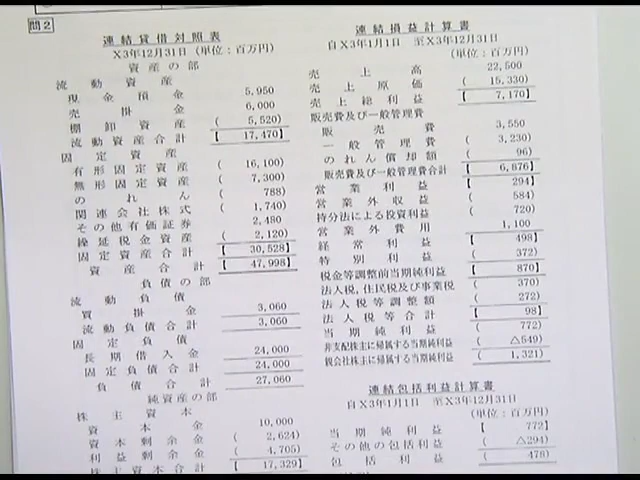 問2
連結貸借対照表
X3年12月31日 (単位：百万円)
資産の部
流動資産
現金預金 5,950
売掛金 6,000
棚卸資産 ( 5,520)
流動資産合計 【 17,470】
固定資産
有形固定資産 ( 16,100)
無形固定資産 ( 7,300)
のれん ( 788)
関連会社株式 ( 1,740)
その他有価証券 2,480
繰延税金資産 ( 2,120)
固定資産合計 【 30,528】
資産合計 【 47,998】
負債の部
流動負債
買掛金 3,060
流動負債合計 3,060
固定負債
長期借入金 24,000
固定負債合計 24,000
負債合計 27,060
純資産の部
株主資本
資本金 10,000
資本剰余金 ( 2,624)
利益剰余金 ( 4,705)
株主資本合計 【 17,329】
連結損益計算書
自X3年1月1日 至X3年12月31日
(単位：百万円)
売上高 22,500
売上原価 ( 15,330)
売上総利益 【 7,170】
販売費及び一般管理費
販売費 3,550
一般管理費 ( 3,230)
のれん償却額 ( 96)
販売費及び一般管理費合計 【 6,876】
営業利益 【 294】
営業外収益 ( 584)
持分法による投資利益 ( 720)
営業外費用 1,100
経常利益 【 498】
特別利益 ( 372)
税金等調整前当期純利益 【 870】
法人税,住民税及び事業税 ( 370)
法人税等調整額 ( 272)
法人税等合計 【 98】
当期純利益 ( 772)
非支配株主に帰属する当期純利益 ( △549)
親会社株主に帰属する当期純利益 ( 1,321)
連結包括利益計算書
自X3年1月1日 至X3年12月31日
(単位：百万円)
当期純利益 【 772】
その他の包括利益 ( △294)
包括利益 ( 478)